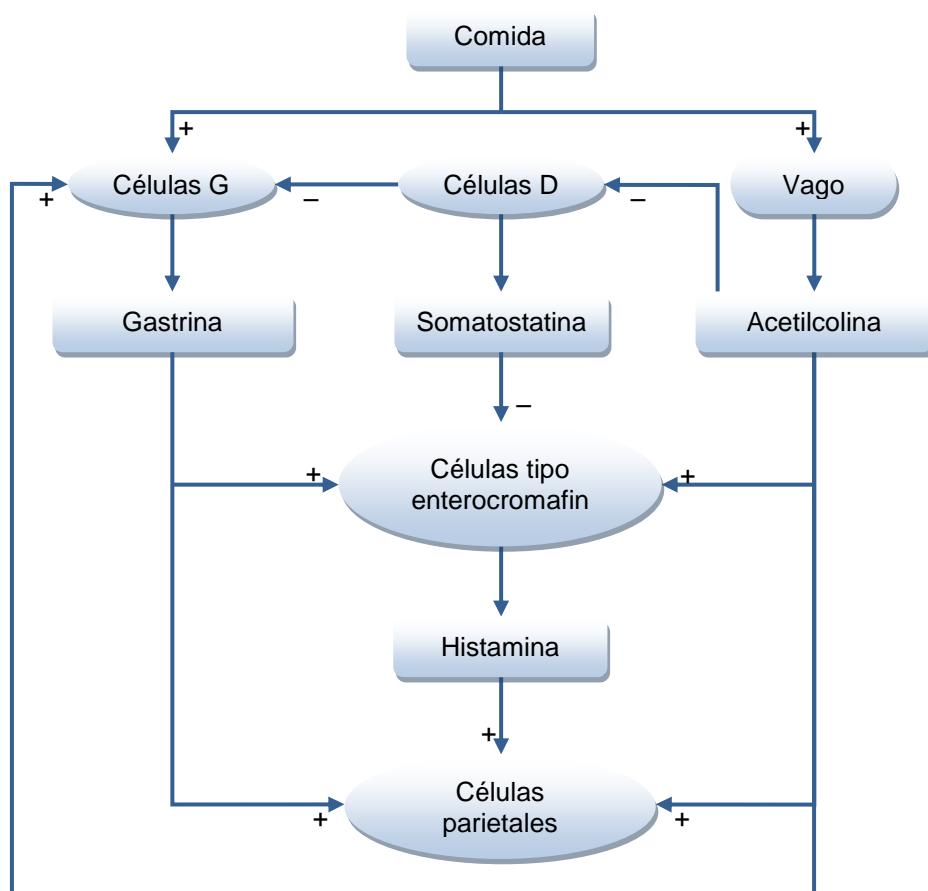 Comida
+
+
Células G
Células D
Vago
+
–
–
Gastrina
Somatostatina
Acetilcolina
–
Células tipo
enterocromafin
+
+
Histamina
+
Células
parietales
+
+